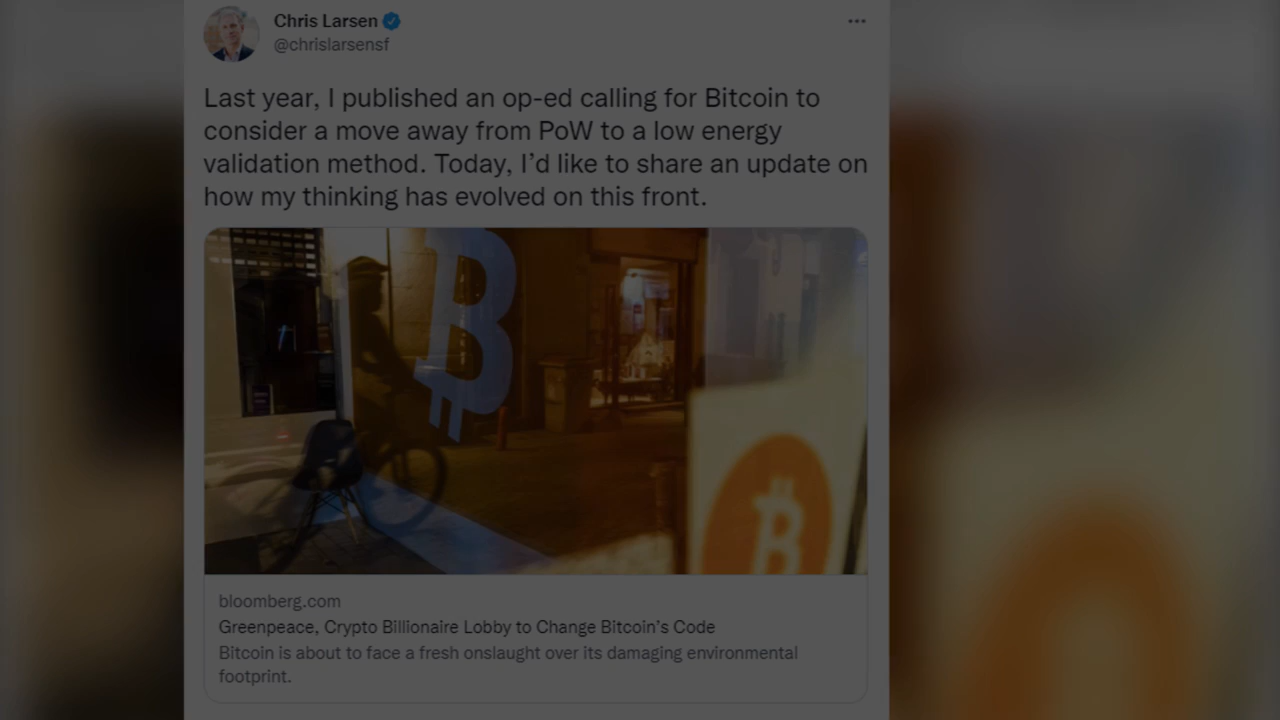 Chris Larsen
@chrislarsensf
Last year, I published an op-ed calling for Bitcoin to
consider a move away from PoW to a low energy
validation method. Today, I’d like to share an update on
how my thinking has evolved on this front.
bloomberg.com
Greenpeace, Crypto Billionaire Lobby to Change Bitcoin’s Code
Bitcoin is about to face a fresh onslaught over its damaging environmental
footprint.